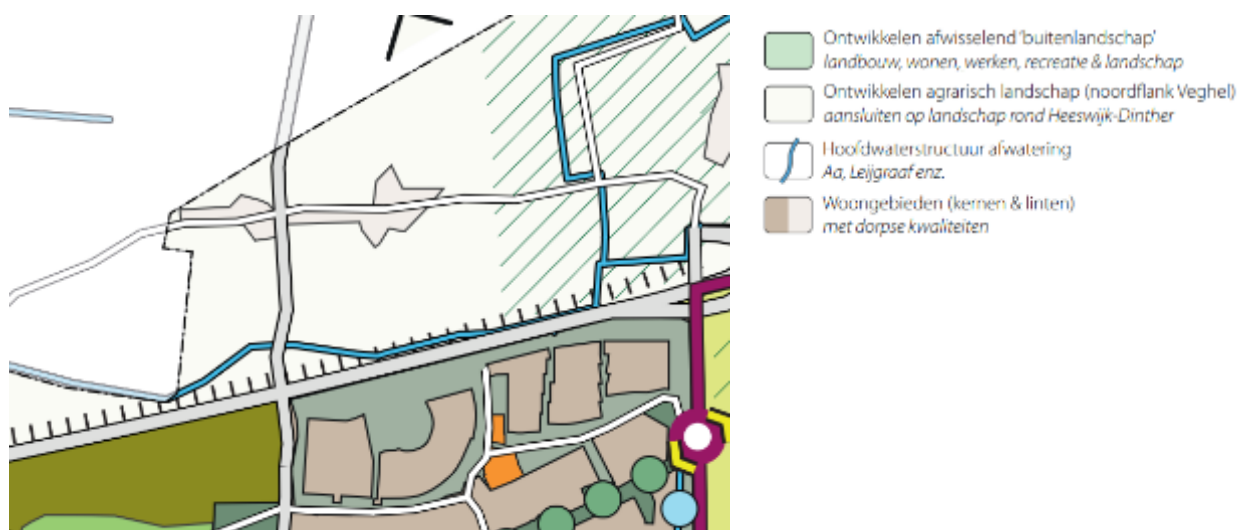 Ontwikkelen afwisselend 'buitenlandschap'
landbouw, wonen, werken, recreatie & landschap
Ontwikkelen agrarisch landschap (noordflank Veghel)
aansluiten op landschap rond Heeswijk-Dinther
Hoofdwaterstructuur afwatering
Aa, Leijgraaf enz.
Woongebieden (kernen & linten)
met dorpse kwaliteiten